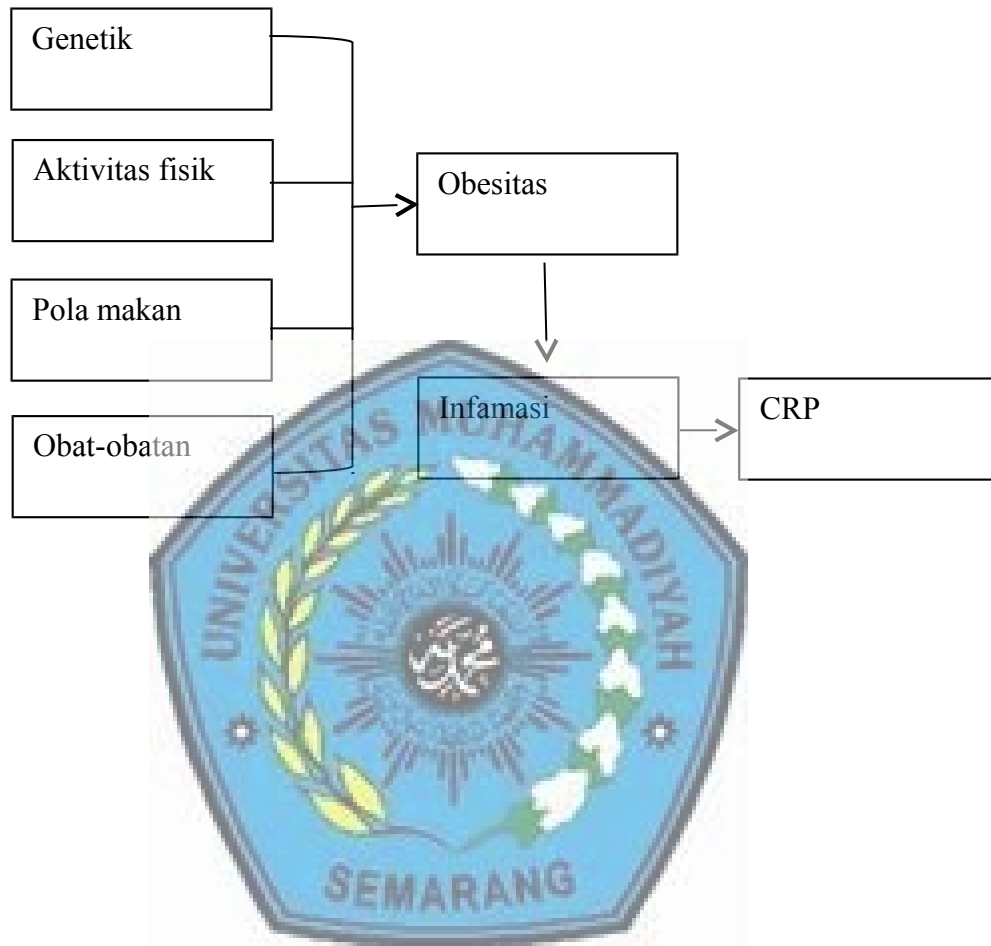 Genetik
Aktivitas fisik
Obesitas
Pola makan
Infamasi
CRP
Obat-obatan
UNIVERSITAS MUHAMMADIYAH
SEMARANG